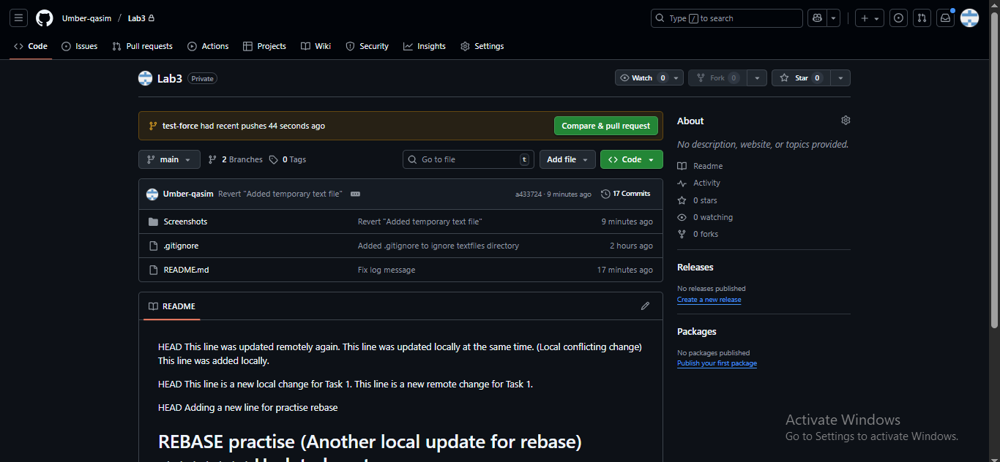 Umber-qasim / Lab3
Type / to search
Code Issues Pull requests Actions Projects Wiki Security Insights Settings
Lab3 Private
Watch 0 Fork 0 Star 0
test-force had recent pushes 44 seconds ago Compare & pull request
main 2 Branches 0 Tags Go to file t Add file Code
Umber-qasim Revert "Added temporary text file" a433724 · 9 minutes ago 17 Commits
Screenshots Revert "Added temporary text file" 9 minutes ago
.gitignore Added .gitignore to ignore textfiles directory 2 hours ago
README.md Fix log message 17 minutes ago
README
HEAD This line was updated remotely again. This line was updated locally at the same time. (Local conflicting change)
This line was added locally.
HEAD This line is a new local change for Task 1. This line is a new remote change for Task 1.
HEAD Adding a new line for practise rebase
REBASE practise (Another local update for rebase)
About
No description, website, or topics provided.
Readme
Activity
0 stars
0 watching
0 forks
Releases
No releases published
Create a new release
Packages
No packages published
Publish your first package
Activate Windows
Go to Settings to activate Windows.